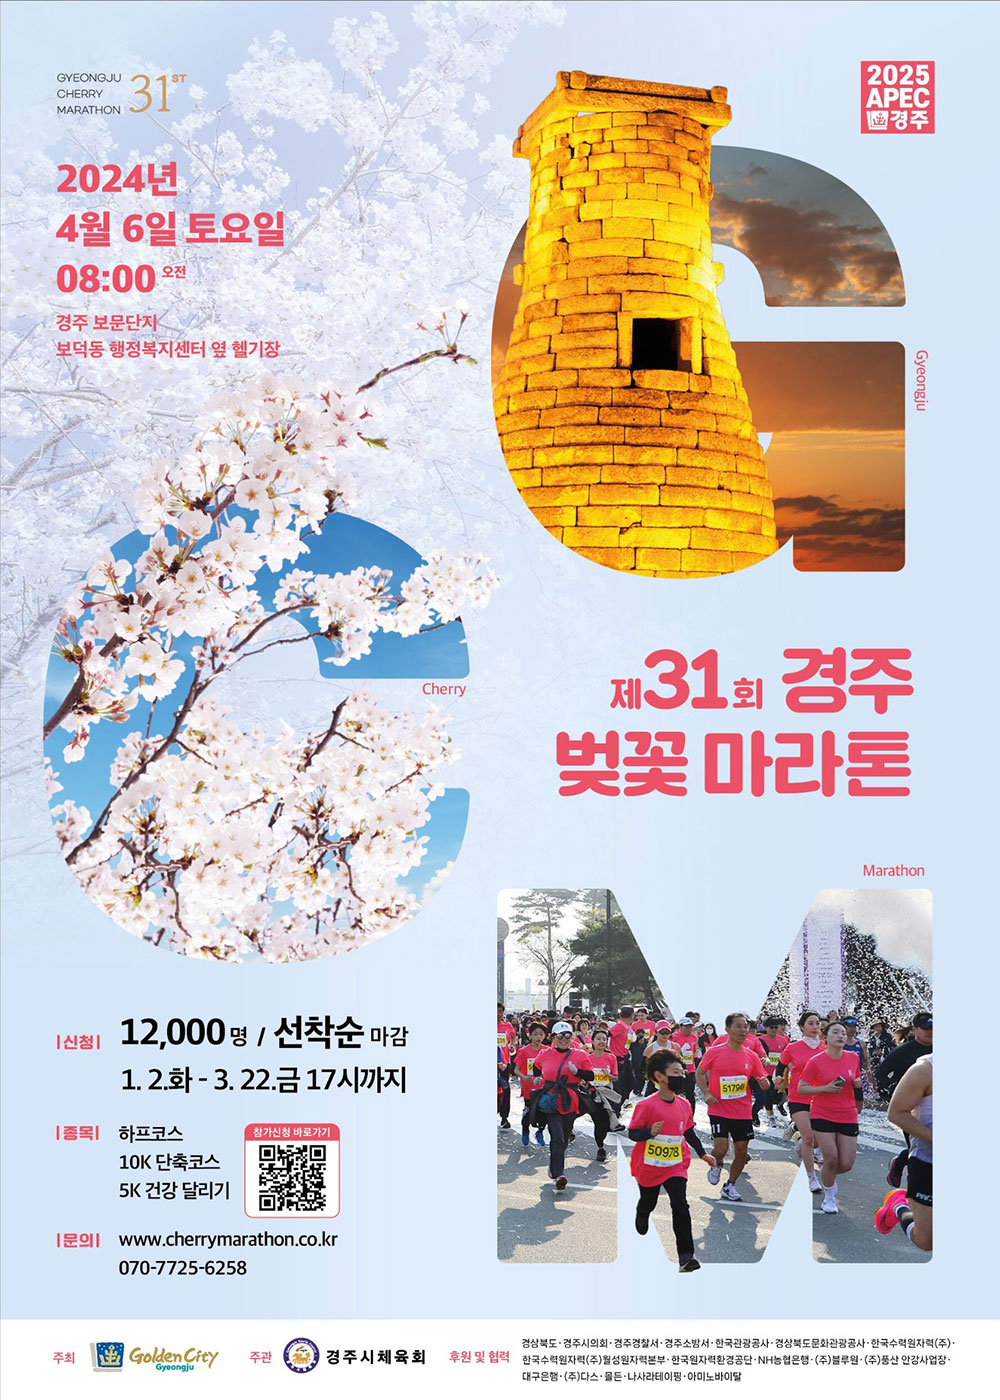 GYEONGJU
CHERRY
MARATHON
31ST
2025
APEC
경주
2024년
4월 6일 토요일
08:00 오전
경주 보문단지
보덕동 행정복지센터 옆 헬기장
Gyeongju
Cherry
제31회 경주
벚꽃 마라톤
Marathon
|신청| 12,000명 / 선착순 마감
1. 2.화 - 3. 22.금 17시까지
|종목| 하프코스
10K 단축코스
5K 건강 달리기
참가신청 바로가기
|문의| www.cherrymarathon.co.kr
070-7725-6258
51796
50978
주최 Golden City
Gyeongju
주관 경주시체육회
후원 및 협력
경상북도·경주시의회·경주경찰서·경주소방서·한국관광공사·경상북도문화관광공사·한국수력원자력(주)·
한국수력원자력(주)월성원자력본부·한국원자력환경공단·NH농협은행·(주)블루원·(주)풍산 안강사업장·
대구은행·(주)다스·물든·나사라테이핑·아미노바이탈